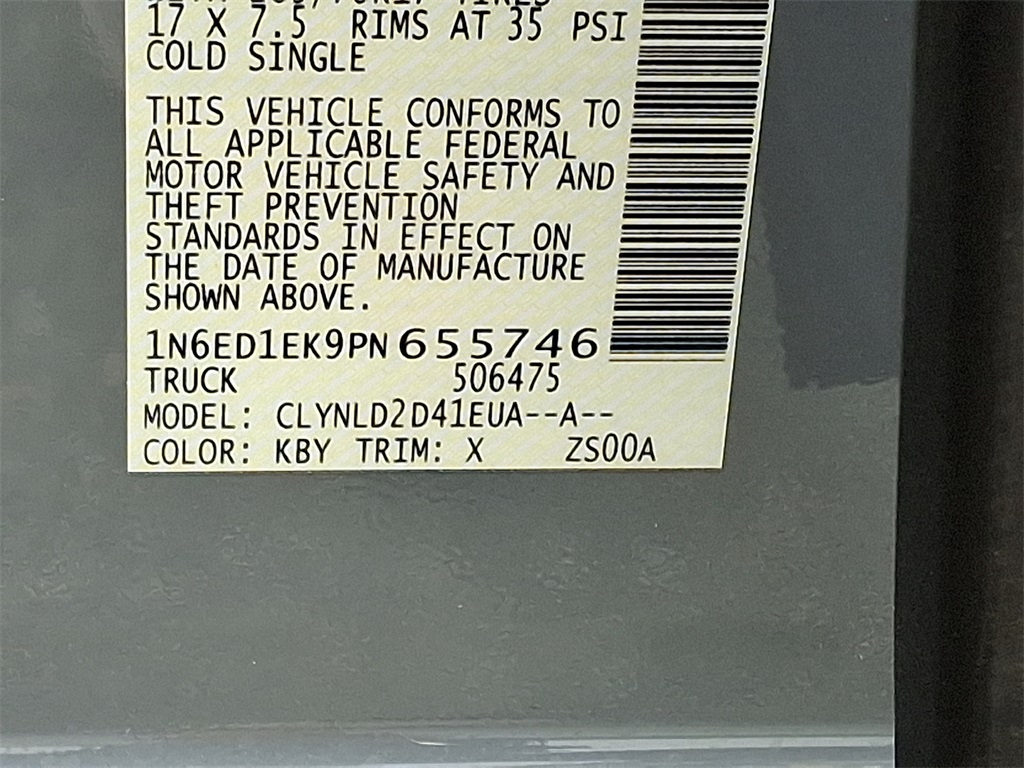 17 X 7.5 RIMS AT 35 PSI
COLD SINGLE
THIS VEHICLE CONFORMS TO
ALL APPLICABLE FEDERAL
MOTOR VEHICLE SAFETY AND
THEFT PREVENTION
STANDARDS IN EFFECT ON
THE DATE OF MANUFACTURE
SHOWN ABOVE.
1N6ED1EK9PN655746
TRUCK 506475
MODEL: CLYNLD2D41EUA--A--
COLOR: KBY TRIM: X ZS00A